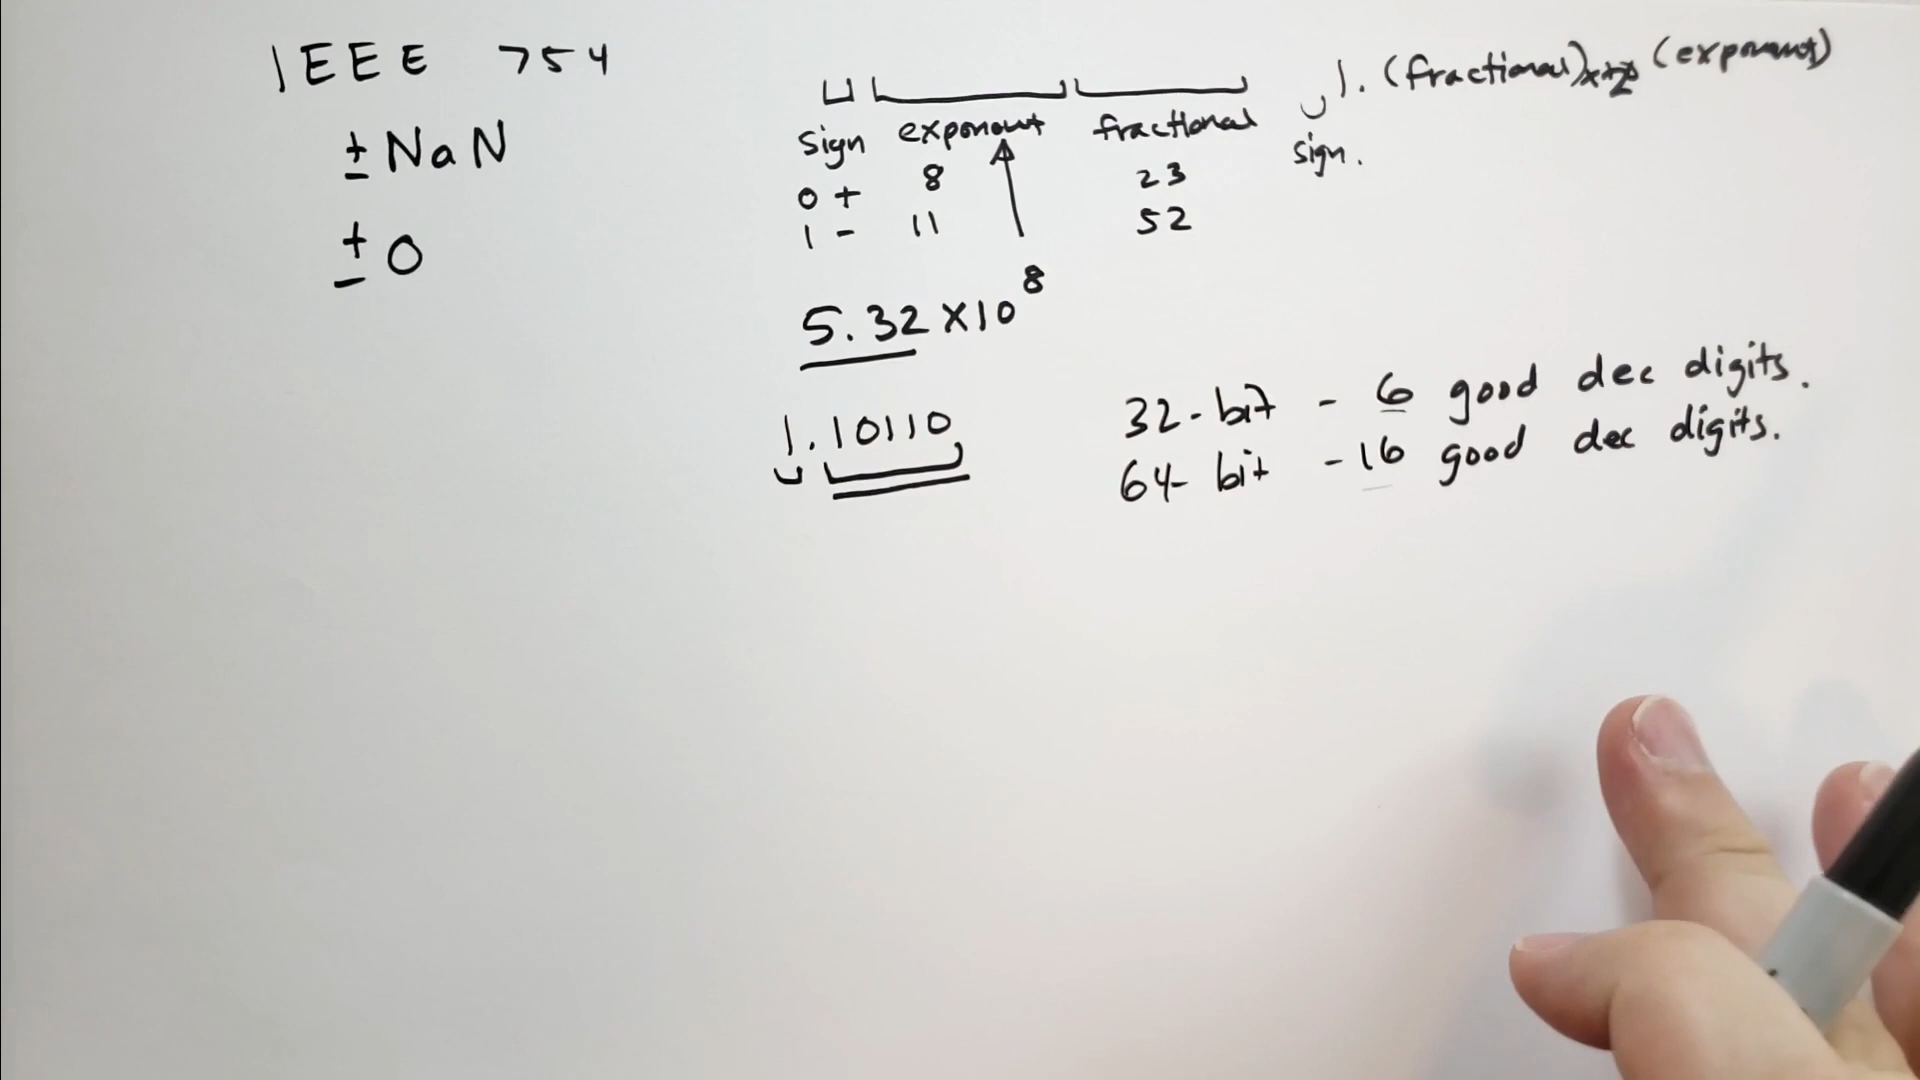 IEEE 754
± NaN
± 0
sign exponent fractional
0 + 8 23
1 - 11 52
1. (fractional) (exponent)
sign.
5.32 × 10^8
1.10110
32-bit - 6 good dec digits.
64-bit - 16 good dec digits.